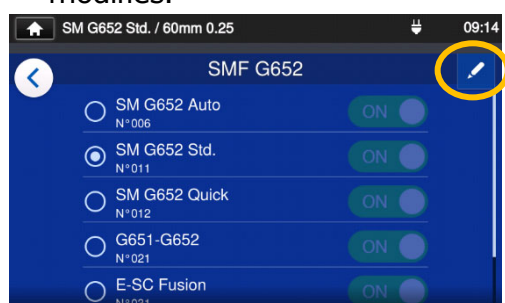 SM G652 Std. / 60mm 0.25 09:14
SMF G652
SM G652 Auto ON
N°006
SM G652 Std. ON
N°011
SM G652 Quick ON
N°012
G651-G652 ON
N°021
E-SC Fusion ON